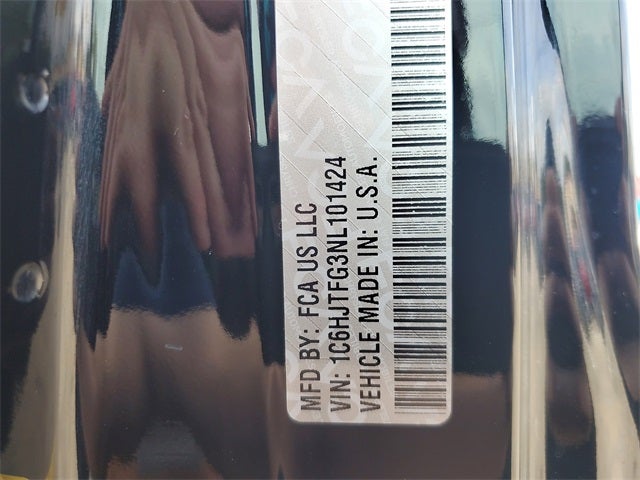 MFD BY: FCA US LLC
VIN: 1C6HJTFG3NL101424
VEHICLE MADE IN: U.S.A.